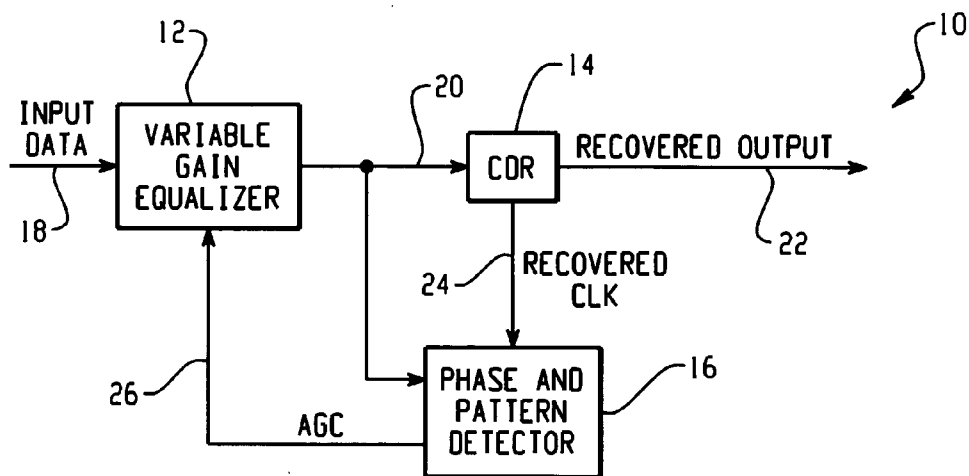 10
12
14
20
INPUT
DATA
VARIABLE
GAIN
EQUALIZER
CDR
RECOVERED OUTPUT
18
22
24
RECOVERED
CLK
26
AGC
PHASE AND
PATTERN
DETECTOR
16